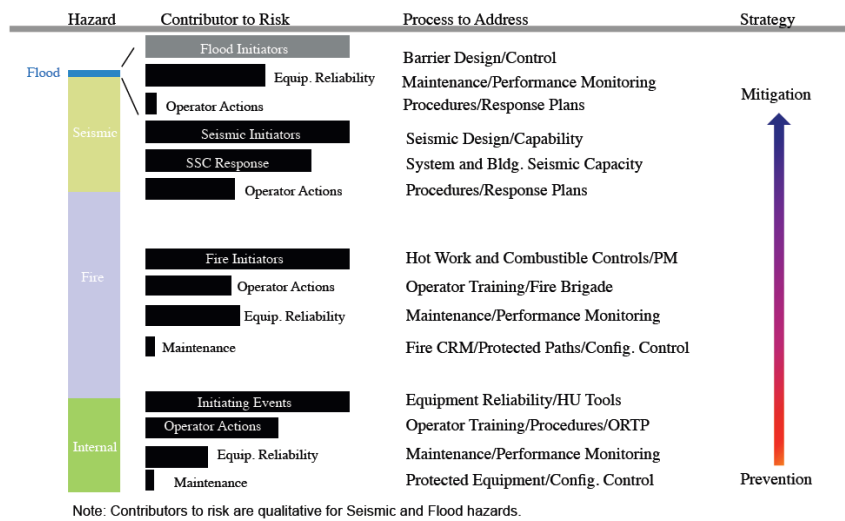 Hazard Contributor to Risk Process to Address Strategy
Flood Initiators Barrier Design/Control
Flood Equip. Reliability Maintenance/Performance Monitoring
Operator Actions Procedures/Response Plans
Mitigation
Seismic Seismic Initiators Seismic Design/Capability
SSC Response System and Bldg. Seismic Capacity
Operator Actions Procedures/Response Plans
Fire Initiators Hot Work and Combustible Controls/PM
Fire Operator Actions Operator Training/Fire Brigade
Equip. Reliability Maintenance/Performance Monitoring
Maintenance Fire CRM/Protected Paths/Config. Control
Initiating Events Equipment Reliability/HU Tools
Operator Actions Operator Training/Procedures/ORTP
Internal Equip. Reliability Maintenance/Performance Monitoring
Maintenance Protected Equipment/Config. Control Prevention
Note: Contributors to risk are qualitative for Seismic and Flood hazards.